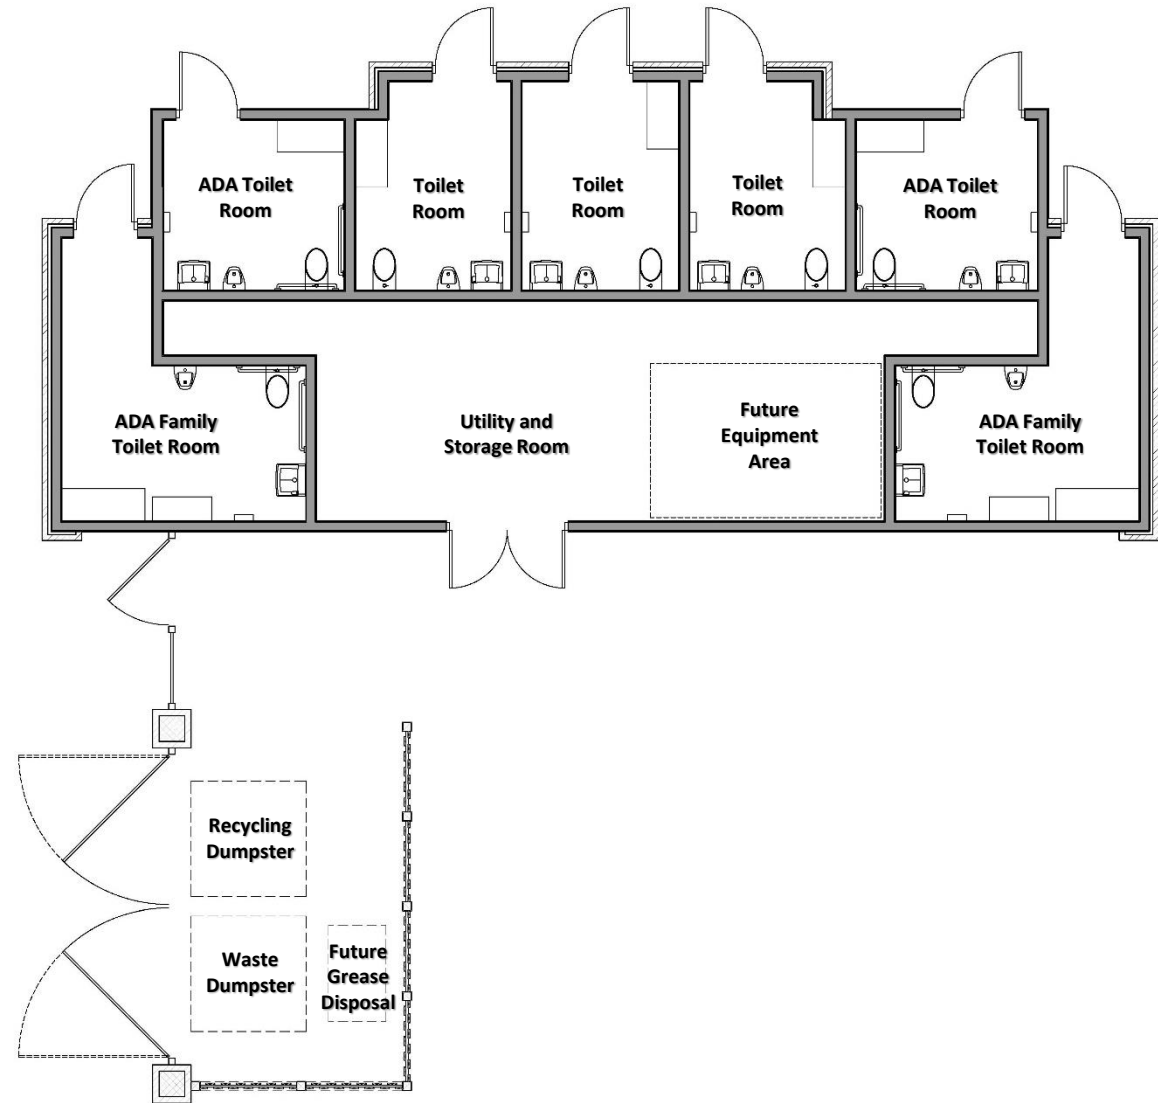 ADA Toilet
Room
Toilet
Room
Toilet
Room
Toilet
Room
ADA Toilet
Room
ADA Family
Toilet Room
Utility and
Storage Room
Future
Equipment
Area
ADA Family
Toilet Room
Recycling
Dumpster
Waste
Dumpster
Future
Grease
Disposal